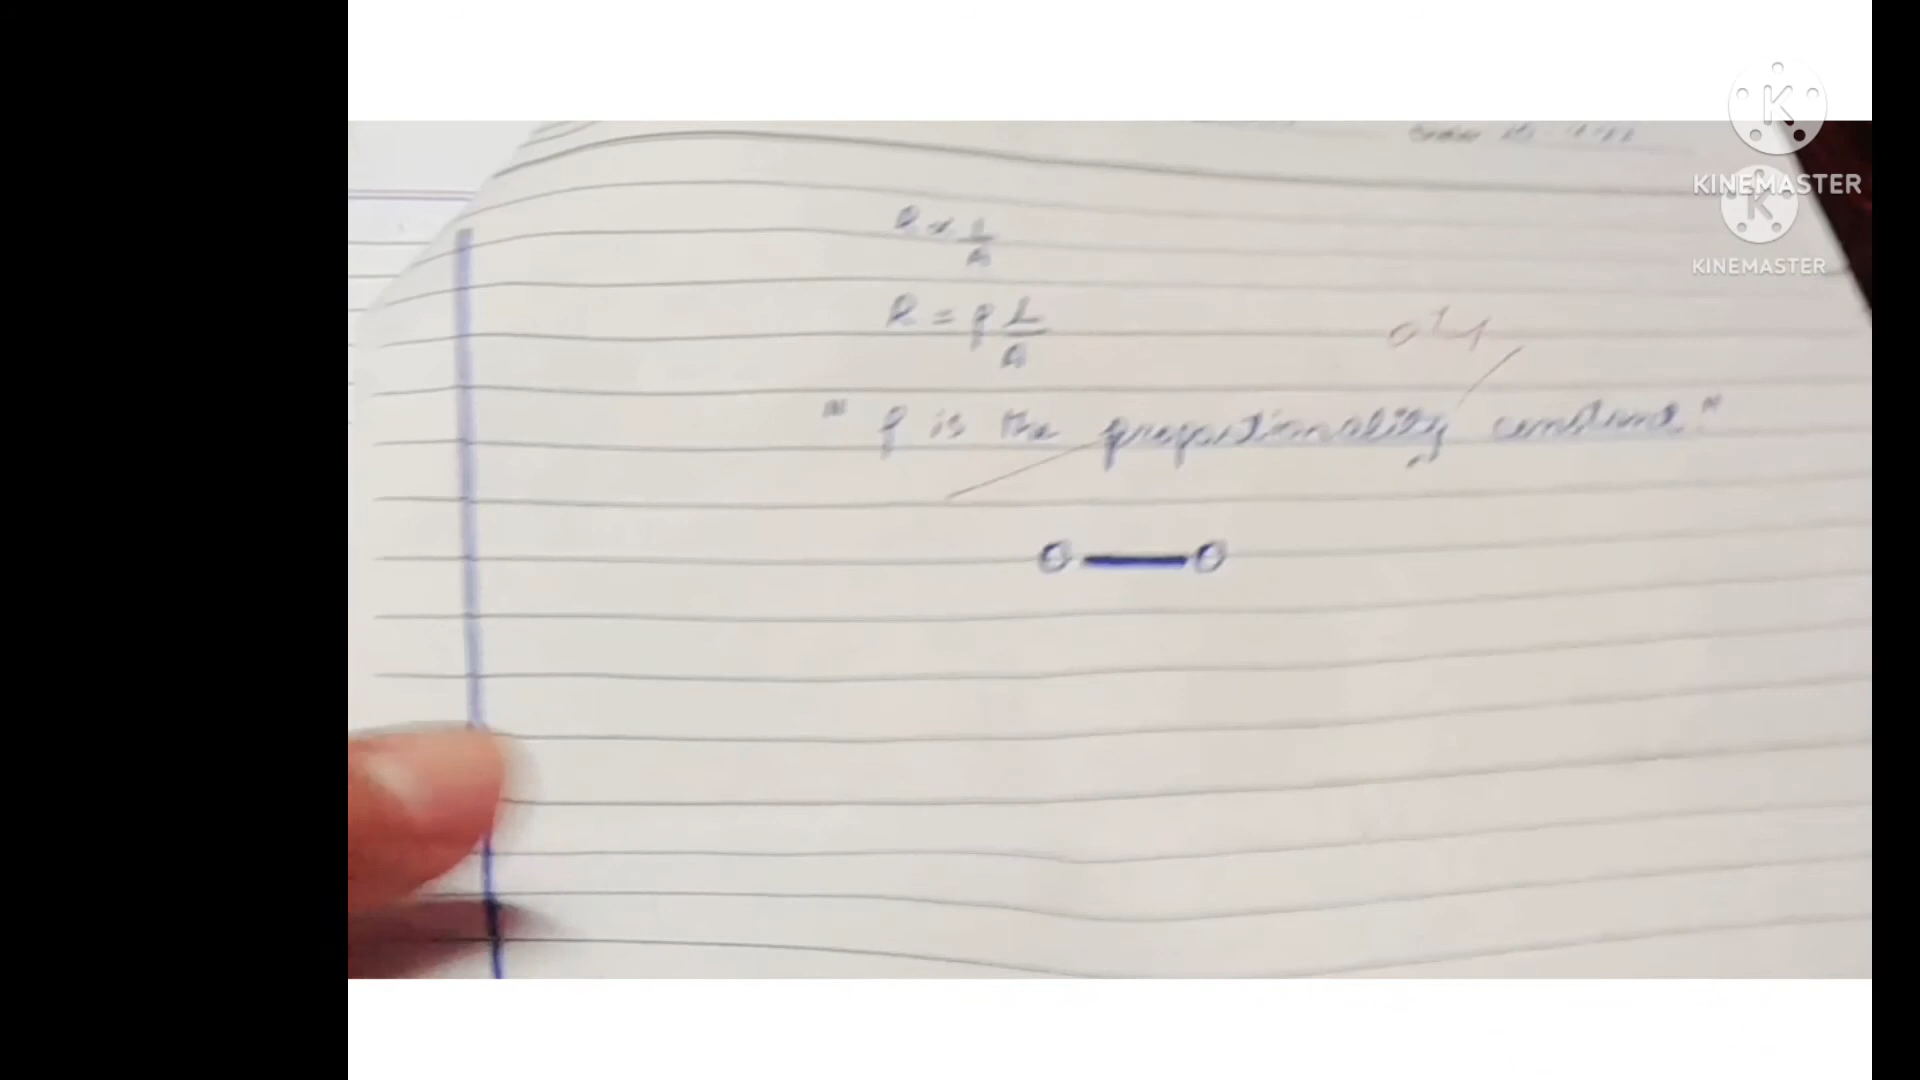 KINEMASTER
KINEMASTER
R ∝ L/A
R = ρ L/A
" ρ is the proportionality constant."